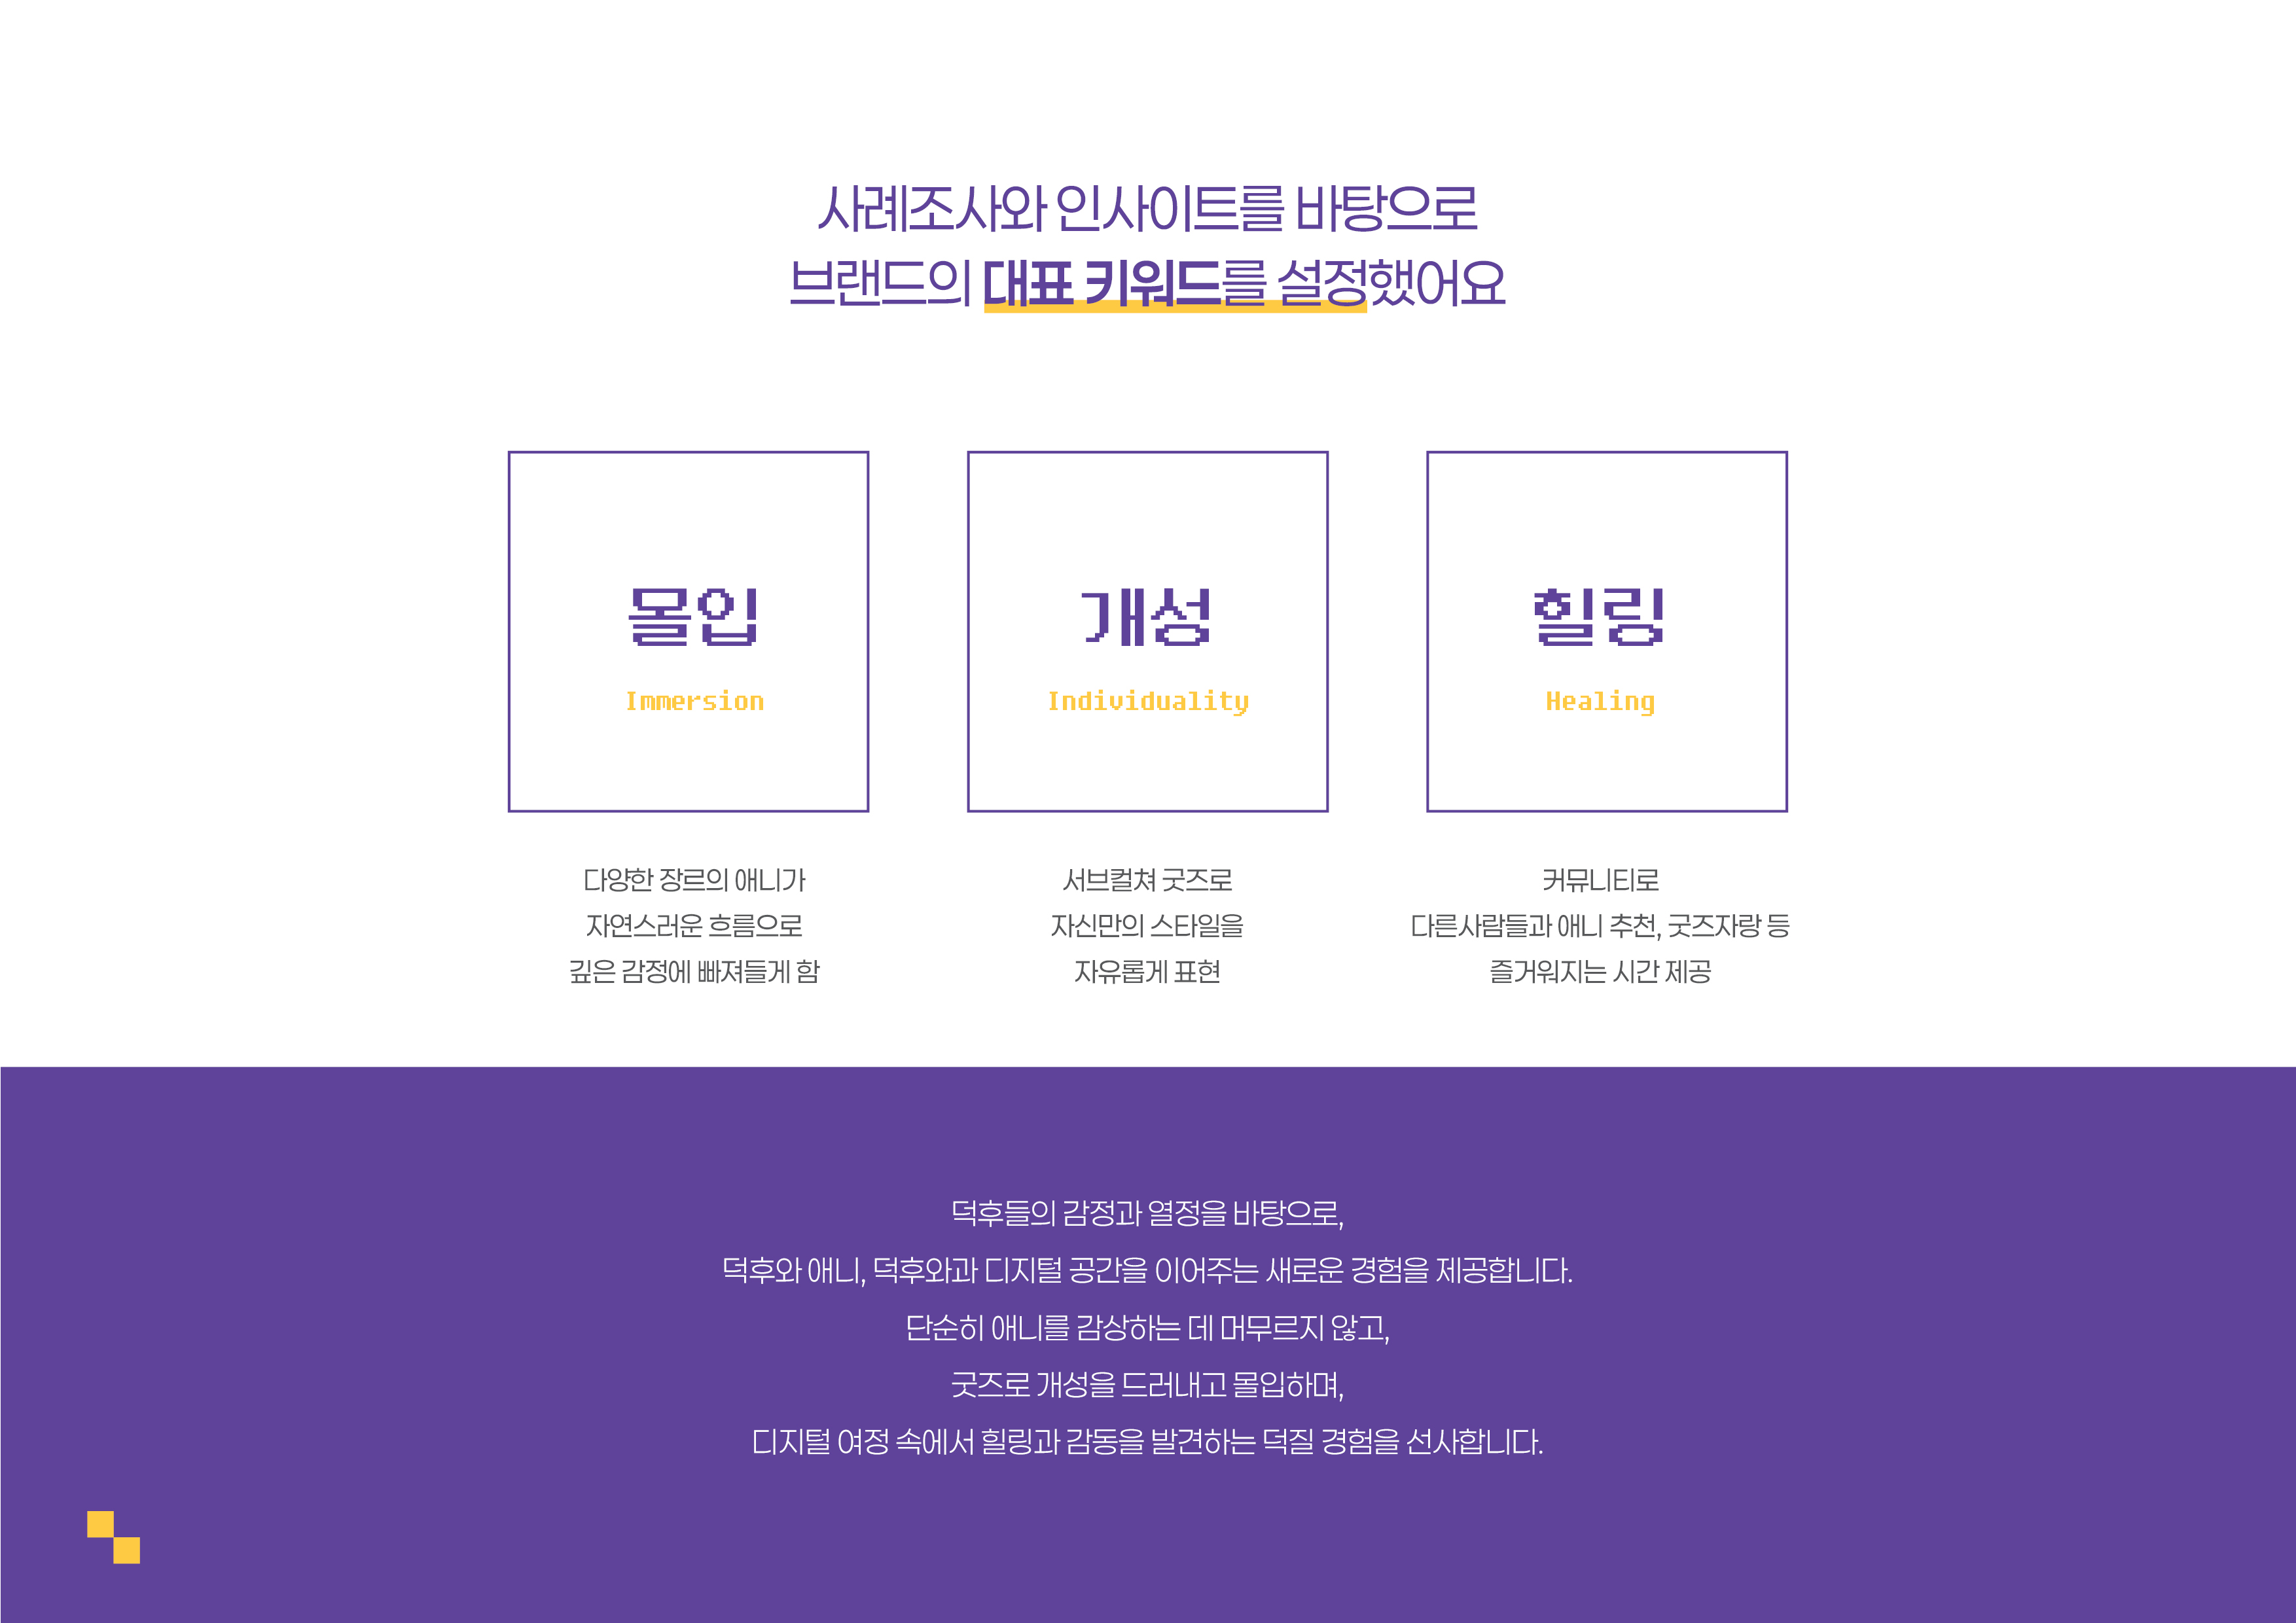 사례조사와 인사이트를 바탕으로
브랜드의 대표 키워드를 설정했어요
몰입
Immersion
다양한 장르의 애니가
자연스러운 흐름으로
깊은 감정에 빠져들게 함
개성
Individuality
서브컬쳐 굿즈로
자신만의 스타일을
자유롭게 표현
힐링
Healing
커뮤니티로
다른사람들과 애니 추천, 굿즈자랑 등
즐거워지는 시간 제공
덕후들의 감정과 열정을 바탕으로,
덕후와 애니, 덕후와과 디지털 공간을 이어주는 새로운 경험을 제공합니다.
단순히 애니를 감상하는 데 머무르지 않고,
굿즈로 개성을 드러내고 몰입하며,
디지털 여정 속에서 힐링과 감동을 발견하는 덕질 경험을 선사합니다.